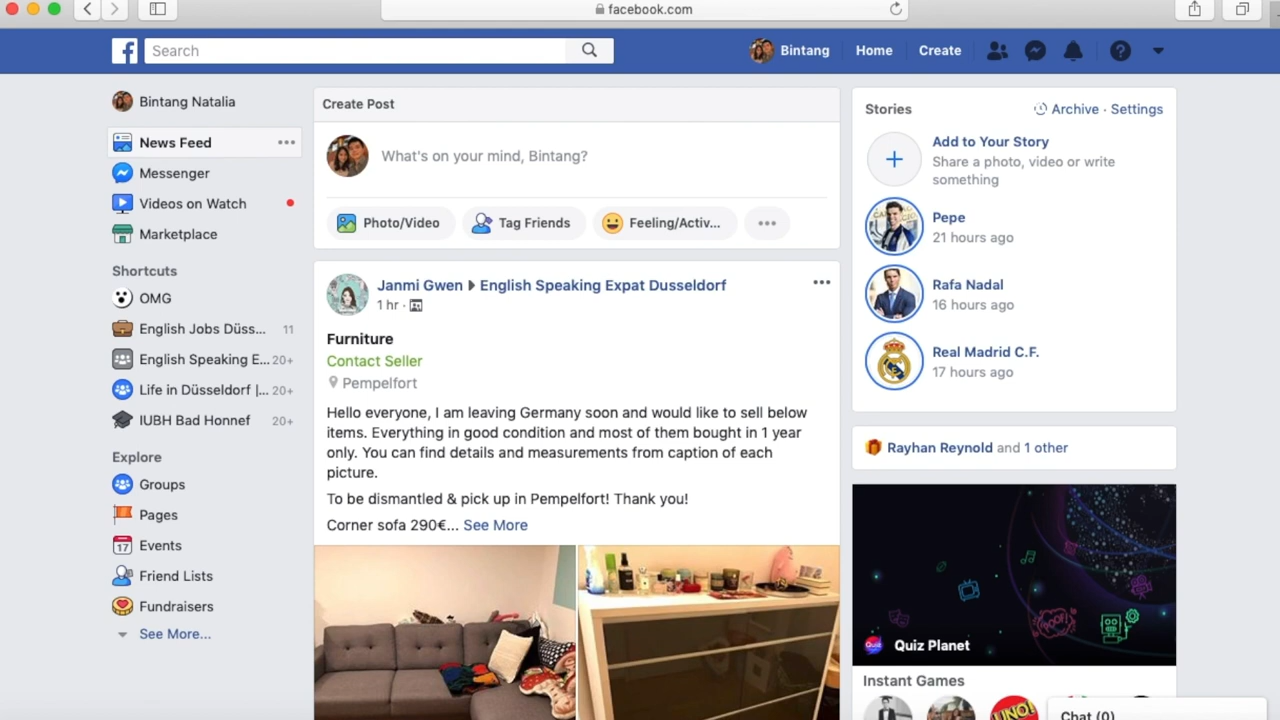 facebook.com
Search
Bintang
Home
Create
Bintang Natalia
News Feed
Messenger
Videos on Watch
Marketplace
Shortcuts
OMG
English Jobs Düss... 11
English Speaking E... 20+
Life in Düsseldorf |... 20+
IUBH Bad Honnef 20+
Explore
Groups
Pages
17 Events
Friend Lists
Fundraisers
See More...
Create Post
What's on your mind, Bintang?
Photo/Video
Tag Friends
Feeling/Activ...
Janmi Gwen English Speaking Expat Dusseldorf
1 hr ·
Furniture
Contact Seller
Pempelfort
Hello everyone, I am leaving Germany soon and would like to sell below
items. Everything in good condition and most of them bought in 1 year
only. You can find details and measurements from caption of each
picture.
To be dismantled & pick up in Pempelfort! Thank you!
Corner sofa 290€... See More
Stories
Archive · Settings
Add to Your Story
Share a photo, video or write
something
Pepe
21 hours ago
Rafa Nadal
16 hours ago
Real Madrid C.F.
17 hours ago
Rayhan Reynold and 1 other
Quiz Planet
Instant Games
UNO!
Chat (0)